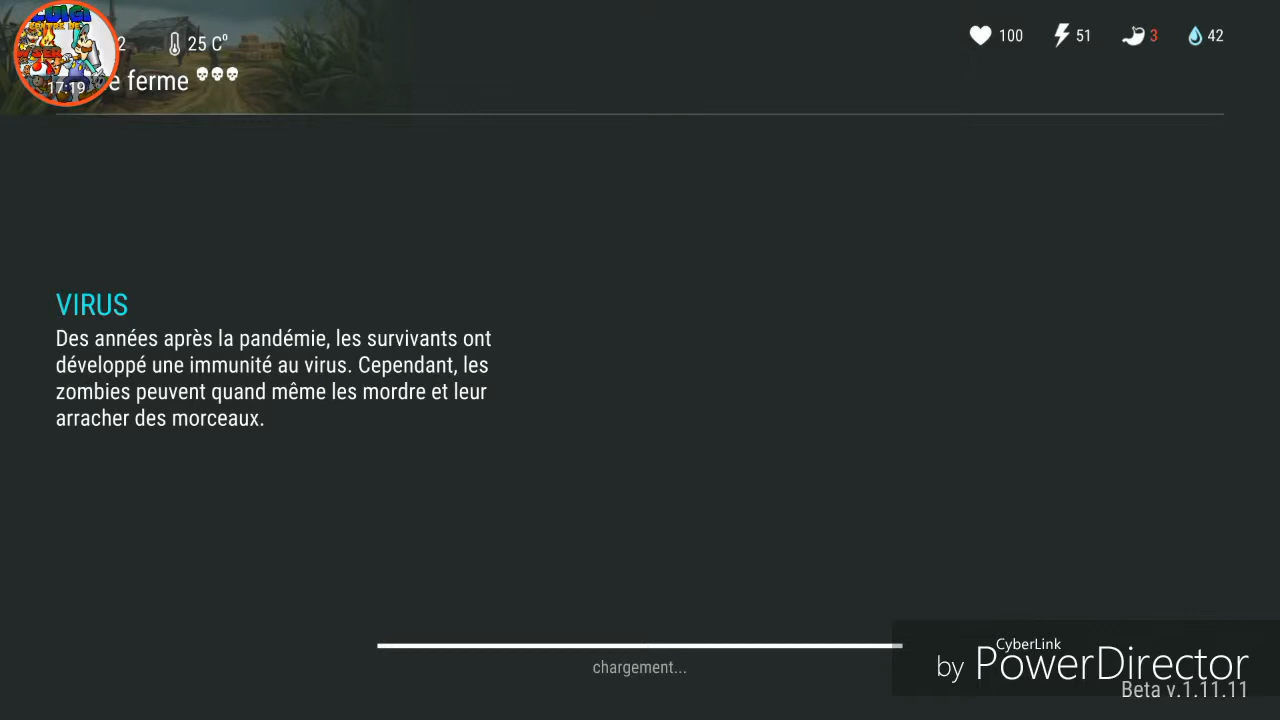 LUIGI
2
25 C°
17:19
e ferme
100
51
3
42
VIRUS
Des années après la pandémie, les survivants ont
développé une immunité au virus. Cependant, les
zombies peuvent quand même les mordre et leur
arracher des morceaux.
chargement...
CyberLink
by PowerDirector
Beta v.1.11.11